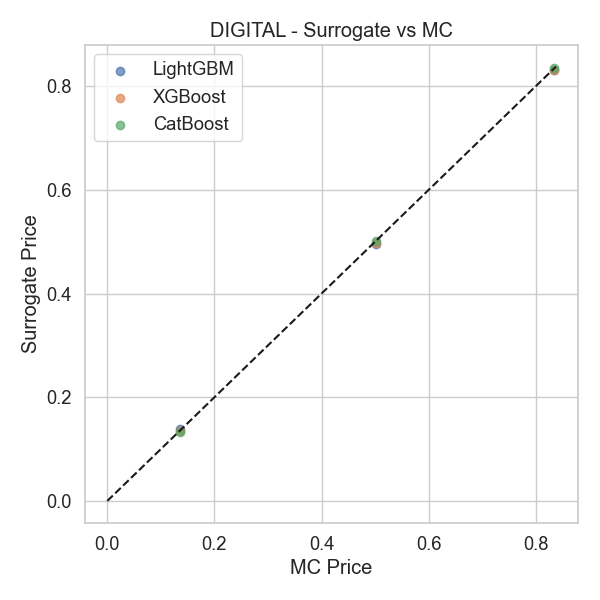 DIGITAL - Surrogate vs MC
LightGBM
XGBoost
CatBoost
Surrogate Price
0.8
0.6
0.4
0.2
0.0
0.0 0.2 0.4 0.6 0.8
MC Price